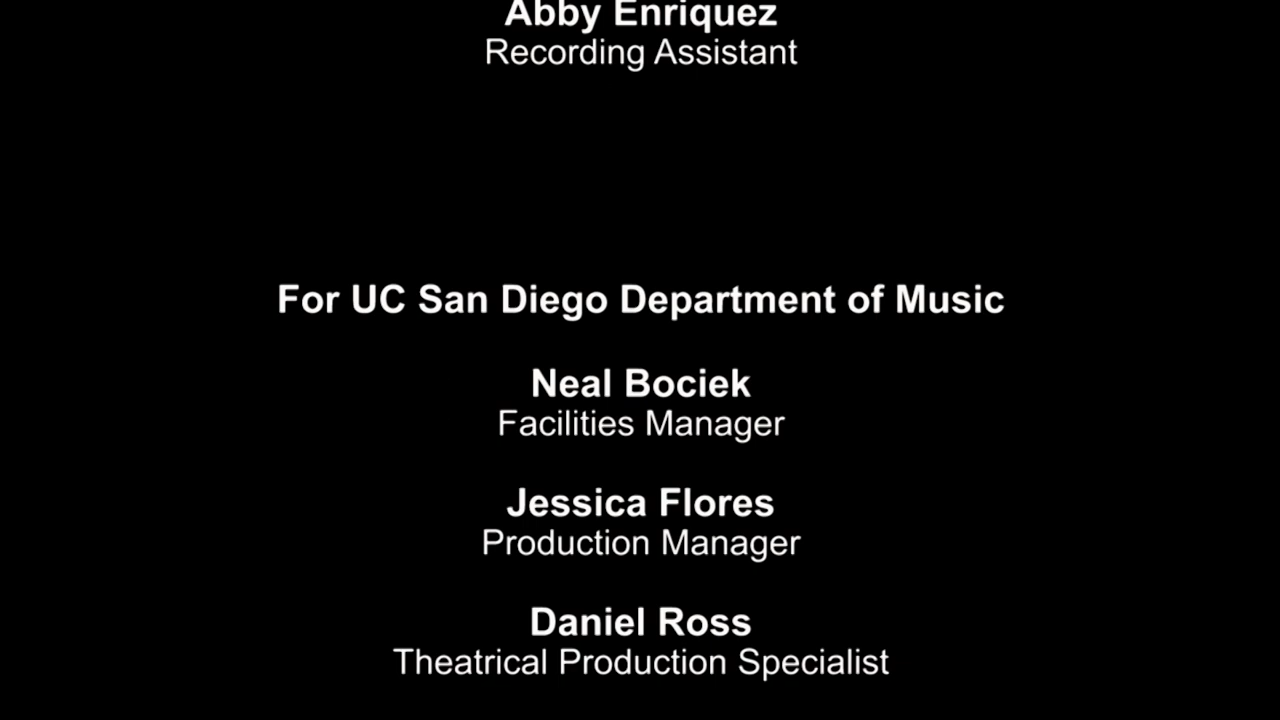 Abby Enriquez
Recording Assistant
For UC San Diego Department of Music
Neal Bociek
Facilities Manager
Jessica Flores
Production Manager
Daniel Ross
Theatrical Production Specialist